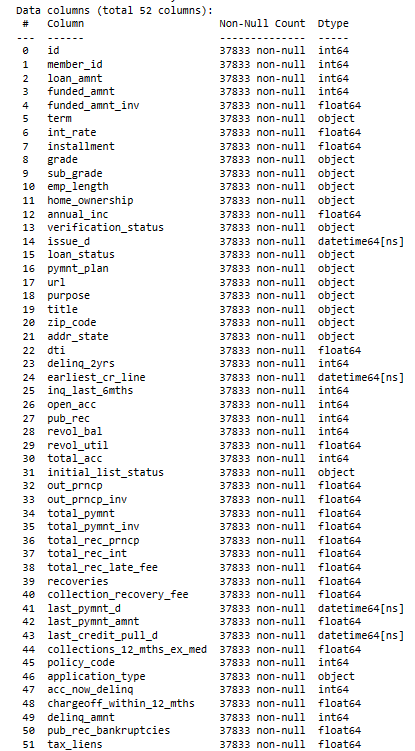 Data columns (total 52 columns):
 #   Column                      Non-Null Count  Dtype
---  ------                      --------------  -----
 0   id                          37833 non-null  int64
 1   member_id                   37833 non-null  int64
 2   loan_amnt                   37833 non-null  int64
 3   funded_amnt                 37833 non-null  int64
 4   funded_amnt_inv             37833 non-null  float64
 5   term                        37833 non-null  object
 6   int_rate                    37833 non-null  float64
 7   installment                 37833 non-null  float64
 8   grade                       37833 non-null  object
 9   sub_grade                   37833 non-null  object
 10  emp_length                  37833 non-null  object
 11  home_ownership              37833 non-null  object
 12  annual_inc                  37833 non-null  float64
 13  verification_status         37833 non-null  object
 14  issue_d                     37833 non-null  datetime64[ns]
 15  loan_status                 37833 non-null  object
 16  pymnt_plan                  37833 non-null  object
 17  url                         37833 non-null  object
 18  purpose                     37833 non-null  object
 19  title                       37833 non-null  object
 20  zip_code                    37833 non-null  object
 21  addr_state                  37833 non-null  object
 22  dti                         37833 non-null  float64
 23  delinq_2yrs                 37833 non-null  int64
 24  earliest_cr_line            37833 non-null  datetime64[ns]
 25  inq_last_6mths              37833 non-null  int64
 26  open_acc                    37833 non-null  int64
 27  pub_rec                     37833 non-null  int64
 28  revol_bal                   37833 non-null  int64
 29  revol_util                  37833 non-null  float64
 30  total_acc                   37833 non-null  int64
 31  initial_list_status         37833 non-null  object
 32  out_prncp                   37833 non-null  float64
 33  out_prncp_inv               37833 non-null  float64
 34  total_pymnt                 37833 non-null  float64
 35  total_pymnt_inv             37833 non-null  float64
 36  total_rec_prncp             37833 non-null  float64
 37  total_rec_int               37833 non-null  float64
 38  total_rec_late_fee          37833 non-null  float64
 39  recoveries                  37833 non-null  float64
 40  collection_recovery_fee     37833 non-null  float64
 41  last_pymnt_d                37833 non-null  datetime64[ns]
 42  last_pymnt_amnt             37833 non-null  float64
 43  last_credit_pull_d          37833 non-null  datetime64[ns]
 44  collections_12_mths_ex_med  37833 non-null  float64
 45  policy_code                 37833 non-null  int64
 46  application_type            37833 non-null  object
 47  acc_now_delinq              37833 non-null  int64
 48  chargeoff_within_12_mths    37833 non-null  float64
 49  delinq_amnt                 37833 non-null  int64
 50  pub_rec_bankruptcies        37833 non-null  float64
 51  tax_liens                   37833 non-null  float64